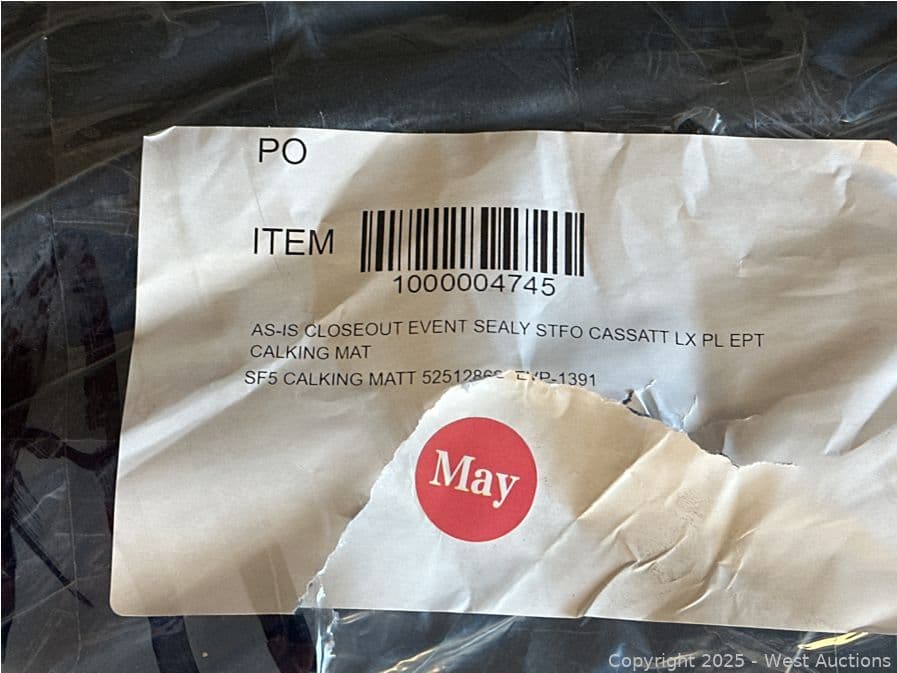 PO
ITEM
1000004745
AS-IS CLOSEOUT EVENT SEALY STFO CASSATT LX PL EPT
CALKING MAT
SF5 CALKING MATT -1391
May
Copyright 2025 - West Auctions